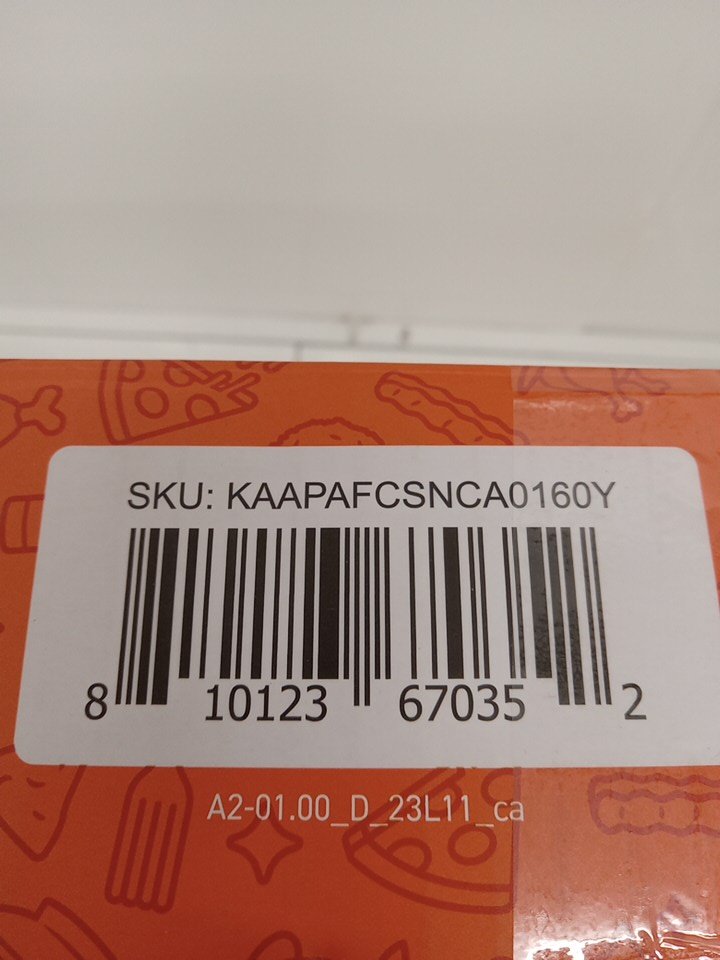 SKU: KAAPAFCSNCA0160Y
8 10123 67035 2
A2-01.00_D_23L11_ca